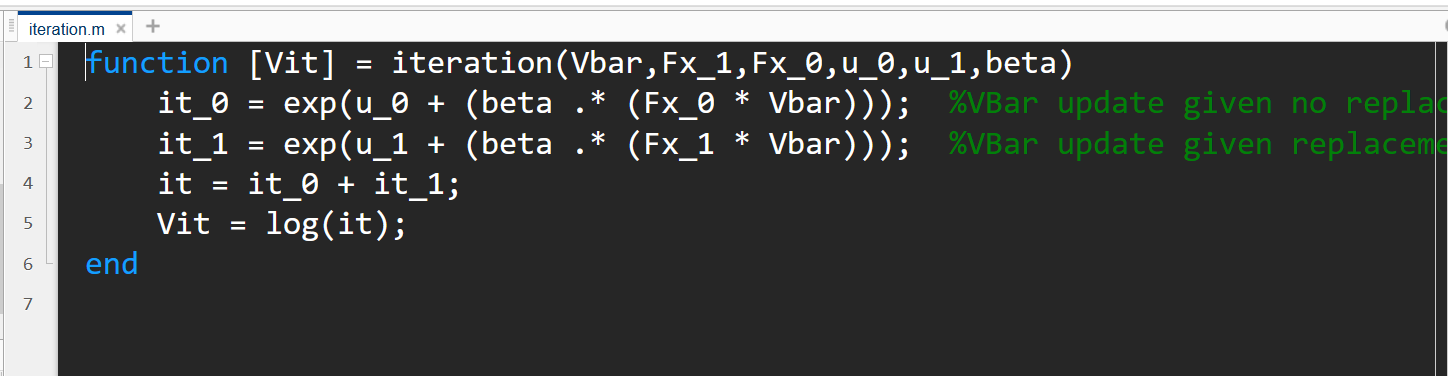 iteration.m × +
1 function [Vit] = iteration(Vbar,Fx_1,Fx_0,u_0,u_1,beta)
2 it_0 = exp(u_0 + (beta .* (Fx_0 * Vbar))); %VBar update given no
3 it_1 = exp(u_1 + (beta .* (Fx_1 * Vbar))); %VBar update given
4 it = it_0 + it_1;
5 Vit = log(it);
6 end
7